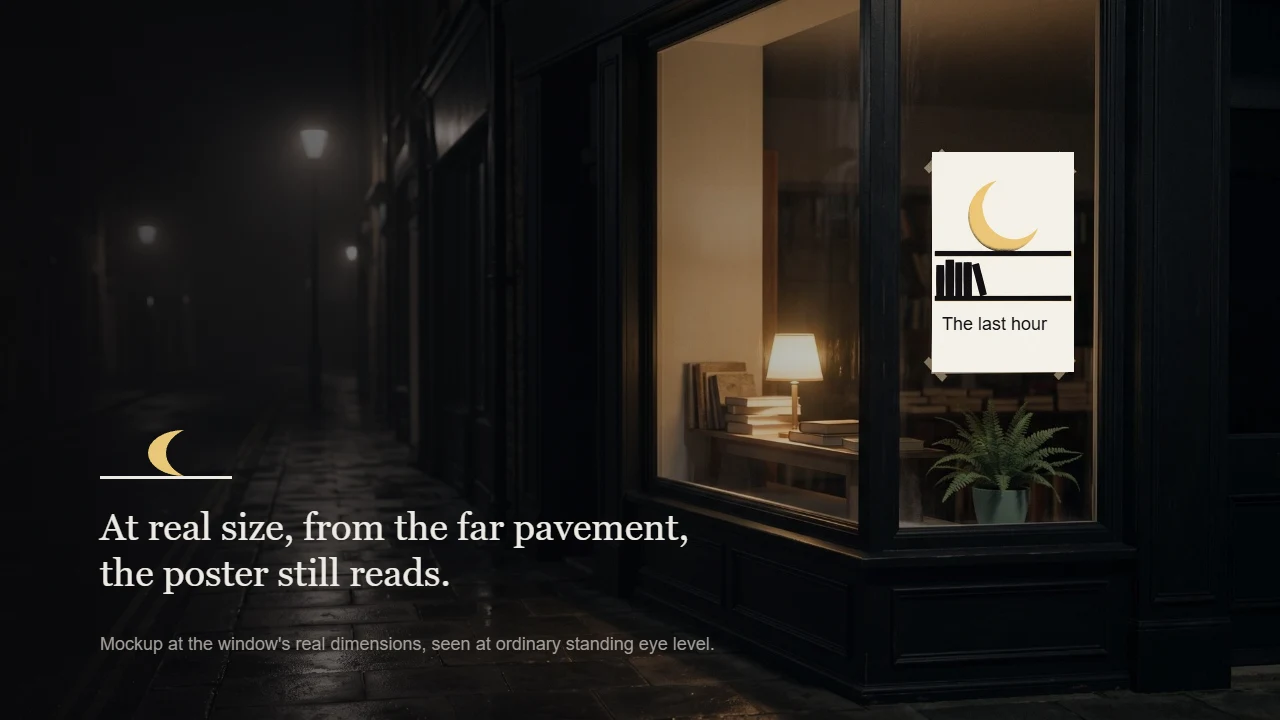 The last hour
At real size, from the far pavement,
the poster still reads.
Mockup at the window's real dimensions, seen at ordinary standing eye level.